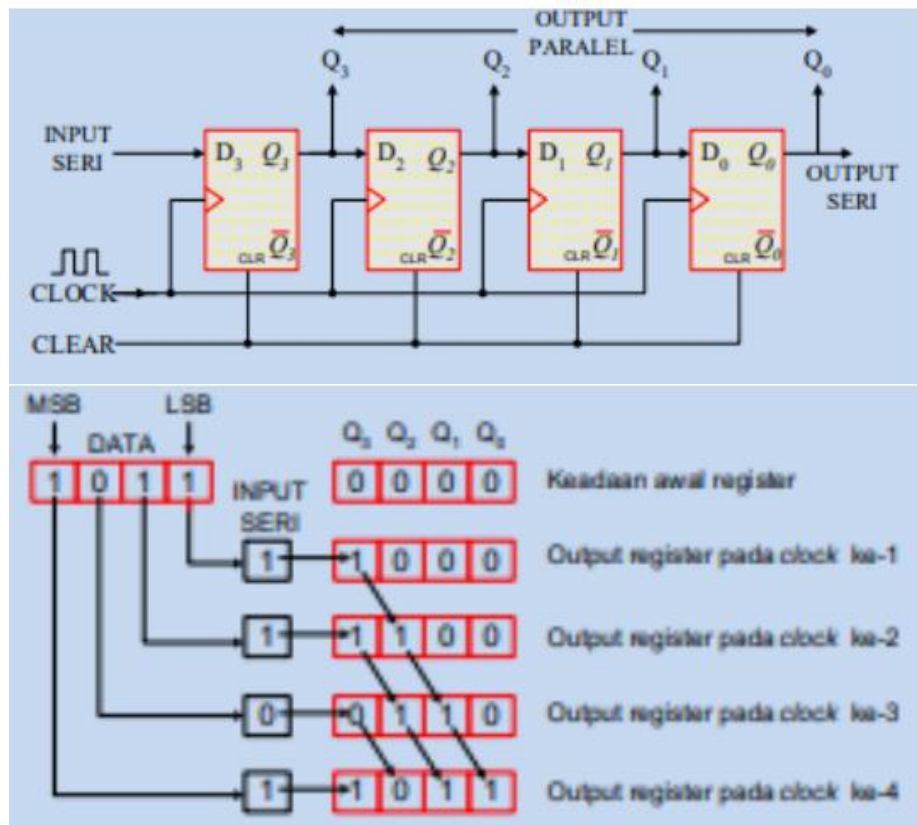 OUTPUT
PARALEL
Q3 Q2 Q1 Q0
INPUT
SERI
D3 Q3 D2 Q2 D1 Q1 D0 Q0
OUTPUT
SERI
CLR Q̅3 CLR Q̅2 CLR Q̅1 CLR Q̅0
CLOCK
CLEAR
MSB LSB
DATA
1 0 1 1
INPUT
SERI
Q3 Q2 Q1 Q0
0 0 0 0 Keadaan awal register
1 1 0 0 0 Output register pada clock ke-1
1 1 1 0 0 Output register pada clock ke-2
0 0 1 1 0 Output register pada clock ke-3
1 1 0 1 1 Output register pada clock ke-4